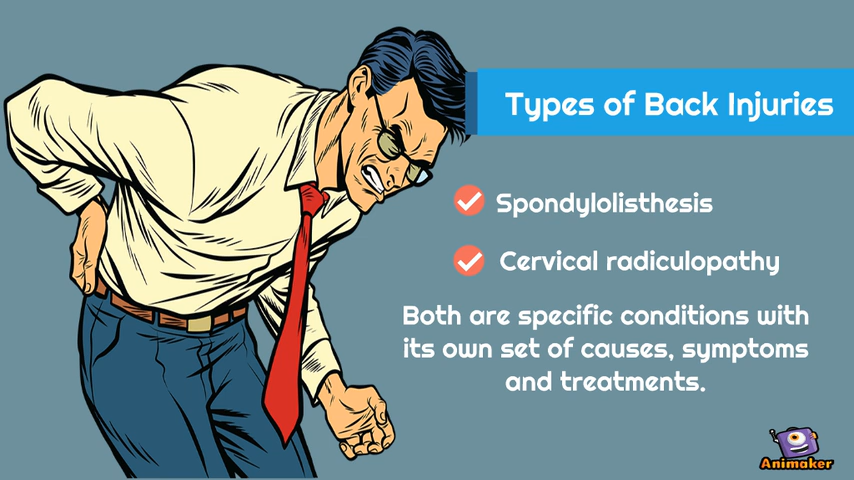 Types of Back Injuries
Spondylolisthesis
Cervical radiculopathy
Both are specific conditions with
its own set of causes, symptoms
and treatments.
Animaker